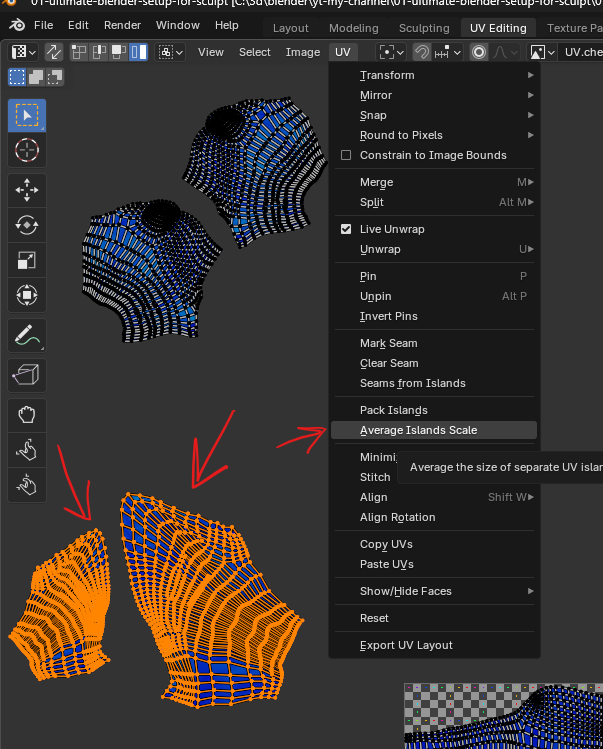 01-ultimate-blender-setup-for-sculpt [C:\3d\blender\yt-my-channel\01-ultimate-blender-setup-for-sculpt\0
File Edit Render Window Help Layout Modeling Sculpting UV Editing Texture Pa
View Select Image UV UV.che
Transform
Mirror
Snap
Round to Pixels
Constrain to Image Bounds
Merge M
Split Alt M
Live Unwrap
Unwrap U
Pin P
Unpin Alt P
Invert Pins
Mark Seam
Clear Seam
Seams from Islands
Pack Islands
Average Islands Scale
Minimi
Average the size of separate UV islan
Stitch
Align Shift W
Align Rotation
Copy UVs
Paste UVs
Show/Hide Faces
Reset
Export UV Layout